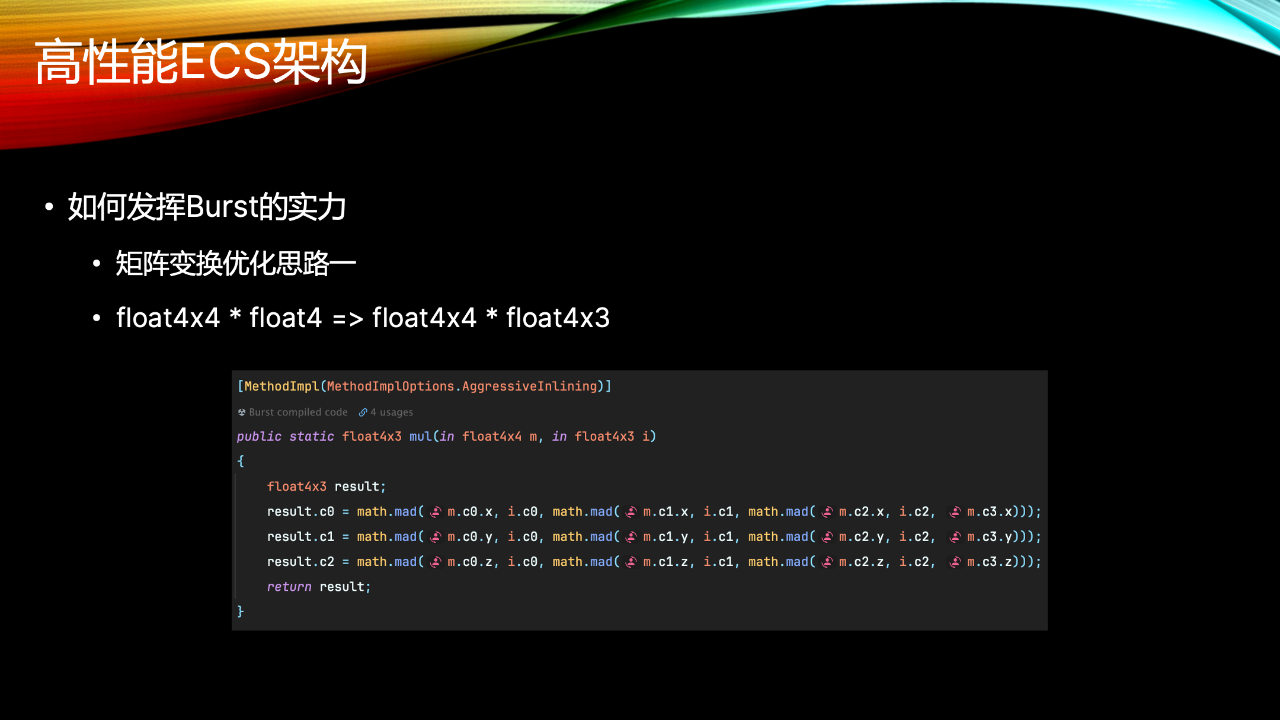 高性能ECS架构
• 如何发挥Burst的实力
• 矩阵变换优化思路一
• float4x4 * float4 => float4x4 * float4x3
[MethodImpl(MethodImplOptions.AggressiveInlining)]
Burst compiled code 4 usages
public static float4x3 mul(in float4x4 m, in float4x3 i)
{
float4x3 result;
result.c0 = math.mad( m.c0.x, i.c0, math.mad( m.c1.x, i.c1, math.mad( m.c2.x, i.c2, m.c3.x)));
result.c1 = math.mad( m.c0.y, i.c0, math.mad( m.c1.y, i.c1, math.mad( m.c2.y, i.c2, m.c3.y)));
result.c2 = math.mad( m.c0.z, i.c0, math.mad( m.c1.z, i.c1, math.mad( m.c2.z, i.c2, m.c3.z)));
return result;
}